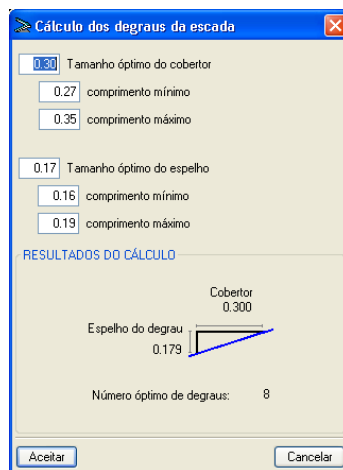 Cálculo dos degraus da escada
0.30 Tamanho óptimo do cobertor
0.27 comprimento mínimo
0.35 comprimento máximo
0.17 Tamanho óptimo do espelho
0.16 comprimento mínimo
0.19 comprimento máximo
RESULTADOS DO CÁLCULO
Cobertor
0.300
Espelho do degrau
0.179
Número óptimo de degraus: 8
Aceitar Cancelar